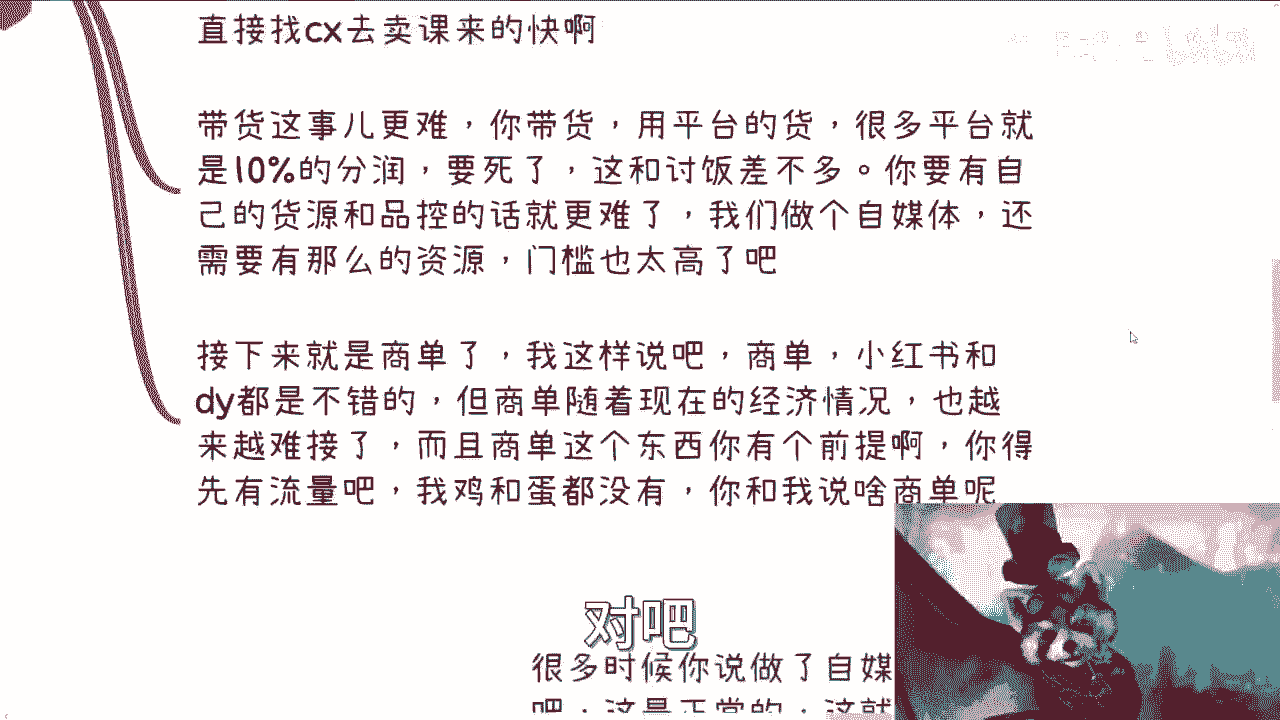 直接找cx去卖课来的快啊
带货这事儿更难，你带货，用平台的货，很多平台就
是10%的分润，要死了，这和讨饭差不多。你要有自
己的货源和品控的话就更难了，我们做个自媒体，还
需要有那么的资源，门槛也太高了吧
接下来就是商单了，我这样说吧，商单，小红书和
dy都是不错的，但商单随着现在的经济情况，也越
来越难接了，而且商单这个东西你有个前提啊，你得
先有流量吧，我鸡和蛋都没有，你和我说啥商单呢
对吧
很多时候你说做了自媒
吧，这是正常的，这就